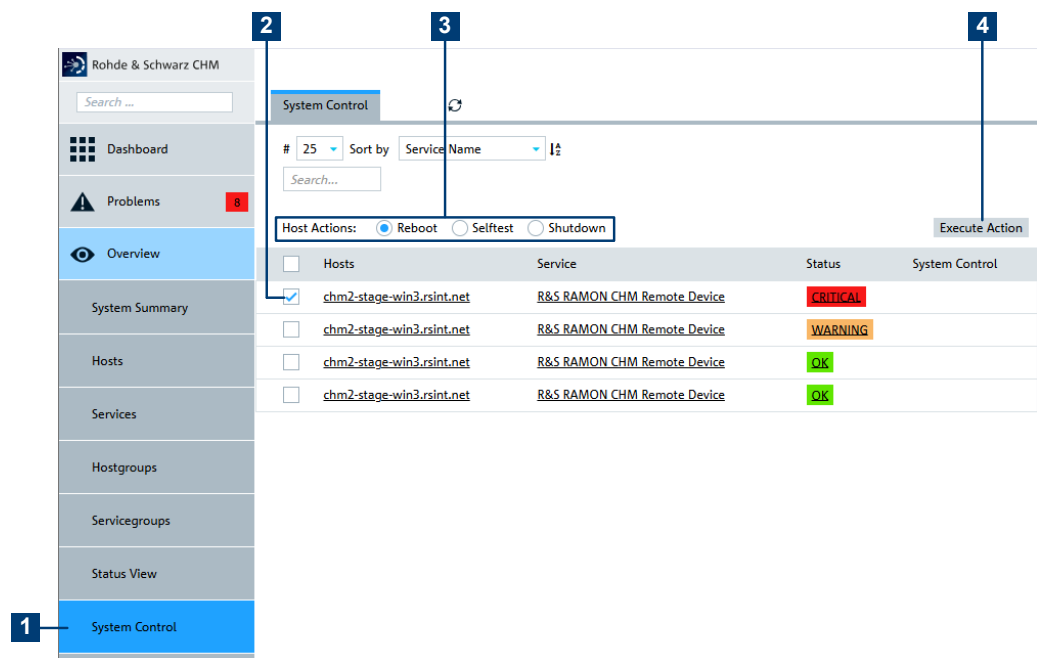 2 3 4
Rohde & Schwarz CHM
Search ...
System Control
Dashboard
# 25 Sort by Service Name
Search...
Problems 8
Host Actions: Reboot Selftest Shutdown Execute Action
Overview
Hosts Service Status System Control
chm2-stage-win3.rsint.net R&S RAMON CHM Remote Device CRITICAL
System Summary
chm2-stage-win3.rsint.net R&S RAMON CHM Remote Device WARNING
Hosts
chm2-stage-win3.rsint.net R&S RAMON CHM Remote Device OK
chm2-stage-win3.rsint.net R&S RAMON CHM Remote Device OK
Services
Hostgroups
Servicegroups
Status View
1 System Control